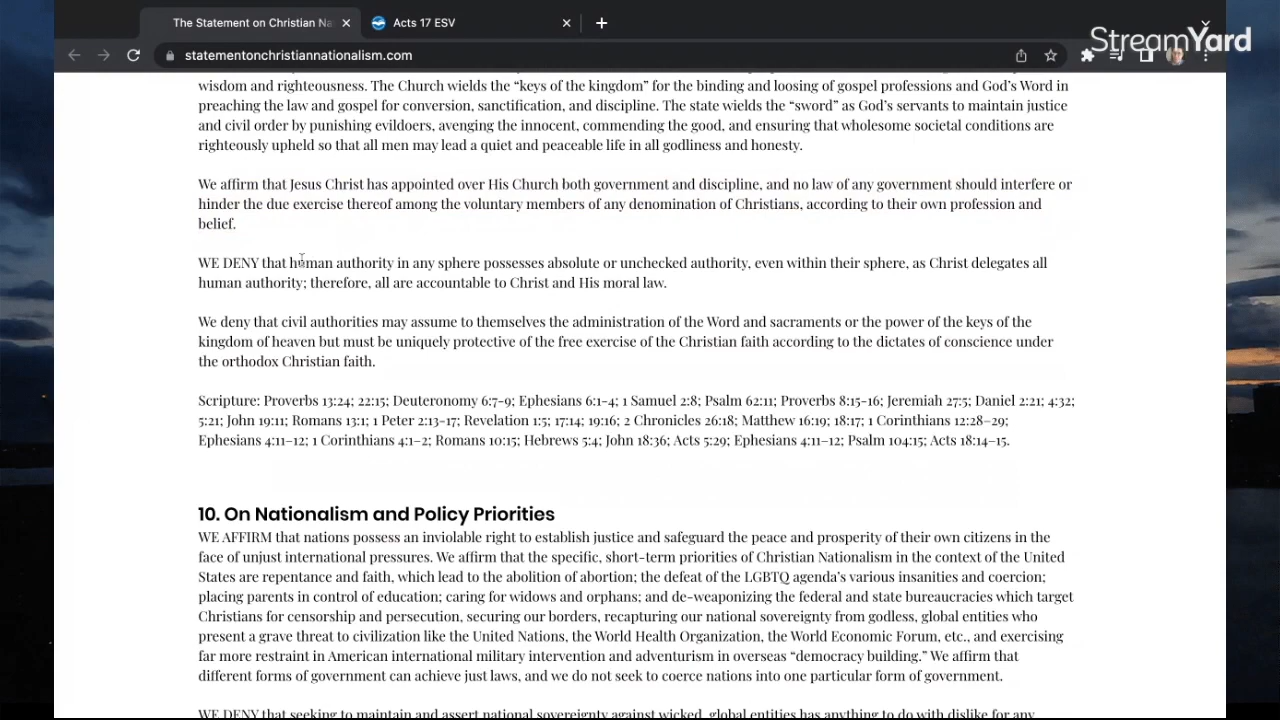 The Statement on Christian Na
Acts 17 ESV
StreamYard
statementonchristiannationalism.com
wisdom and righteousness. The Church wields the “keys of the kingdom” for the binding and loosing of gospel professions and God’s Word in
preaching the law and gospel for conversion, sanctification, and discipline. The state wields the “sword” as God’s servants to maintain justice
and civil order by punishing evildoers, avenging the innocent, commending the good, and ensuring that wholesome societal conditions are
righteously upheld so that all men may lead a quiet and peaceable life in all godliness and honesty.
We affirm that Jesus Christ has appointed over His Church both government and discipline, and no law of any government should interfere or
hinder the due exercise thereof among the voluntary members of any denomination of Christians, according to their own profession and
belief.
WE DENY that human authority in any sphere possesses absolute or unchecked authority, even within their sphere, as Christ delegates all
human authority; therefore, all are accountable to Christ and His moral law.
We deny that civil authorities may assume to themselves the administration of the Word and sacraments or the power of the keys of the
kingdom of heaven but must be uniquely protective of the free exercise of the Christian faith according to the dictates of conscience under
the orthodox Christian faith.
Scripture: Proverbs 13:24; 22:15; Deuteronomy 6:7-9; Ephesians 6:1-4; 1 Samuel 2:8; Psalm 62:11; Proverbs 8:15-16; Jeremiah 27:5; Daniel 2:21; 4:32;
5:21; John 19:11; Romans 13:1; 1 Peter 2:13-17; Revelation 1:5; 17:14; 19:16; 2 Chronicles 26:18; Matthew 16:19; 18:17; 1 Corinthians 12:28–29;
Ephesians 4:11–12; 1 Corinthians 4:1–2; Romans 10:15; Hebrews 5:4; John 18:36; Acts 5:29; Ephesians 4:11–12; Psalm 104:15; Acts 18:14–15.
10. On Nationalism and Policy Priorities
WE AFFIRM that nations possess an inviolable right to establish justice and safeguard the peace and prosperity of their own citizens in the
face of unjust international pressures. We affirm that the specific, short-term priorities of Christian Nationalism in the context of the United
States are repentance and faith, which lead to the abolition of abortion; the defeat of the LGBTQ agenda’s various insanities and coercion;
placing parents in control of education; caring for widows and orphans; and de-weaponizing the federal and state bureaucracies which target
Christians for censorship and persecution, securing our borders, recapturing our national sovereignty from godless, global entities who
present a grave threat to civilization like the United Nations, the World Health Organization, the World Economic Forum, etc., and exercising
far more restraint in American international military intervention and adventurism in overseas “democracy building.” We affirm that
different forms of government can achieve just laws, and we do not seek to coerce nations into one particular form of government.
WE DENY that seeking to maintain and assert national sovereignty against wicked, global entities has anything to do with dislike for any